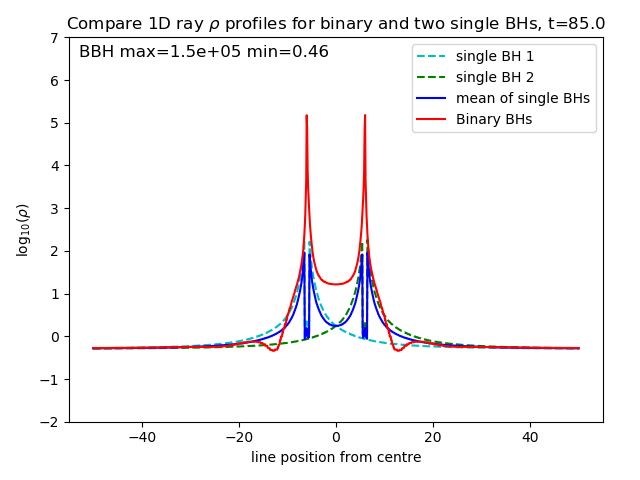 Compare 1D ray ρ profiles for binary and two single BHs, t=85.0
BBH max=1.5e+05 min=0.46
single BH 1
single BH 2
mean of single BHs
Binary BHs
7
6
5
4
3
2
1
0
−1
−2
log₁₀(ρ)
−40 −20 0 20 40
line position from centre